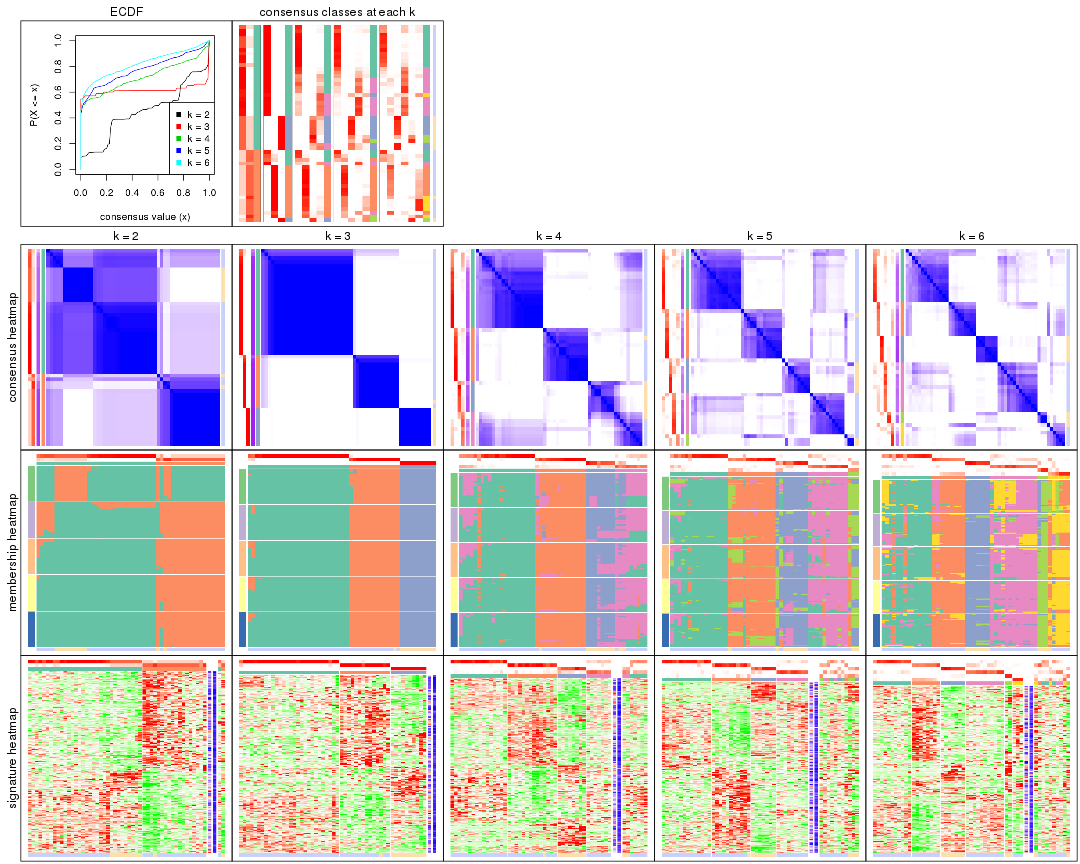 ECDF
consensus classes at each k
P(X <= x)
0.0 0.2 0.4 0.6 0.8 1.0
k = 2
k = 3
k = 4
k = 5
k = 6
0.0 0.2 0.4 0.6 0.8 1.0
consensus value (x)
k = 2 k = 3 k = 4 k = 5 k = 6
consensus heatmap
membership heatmap
signature heatmap